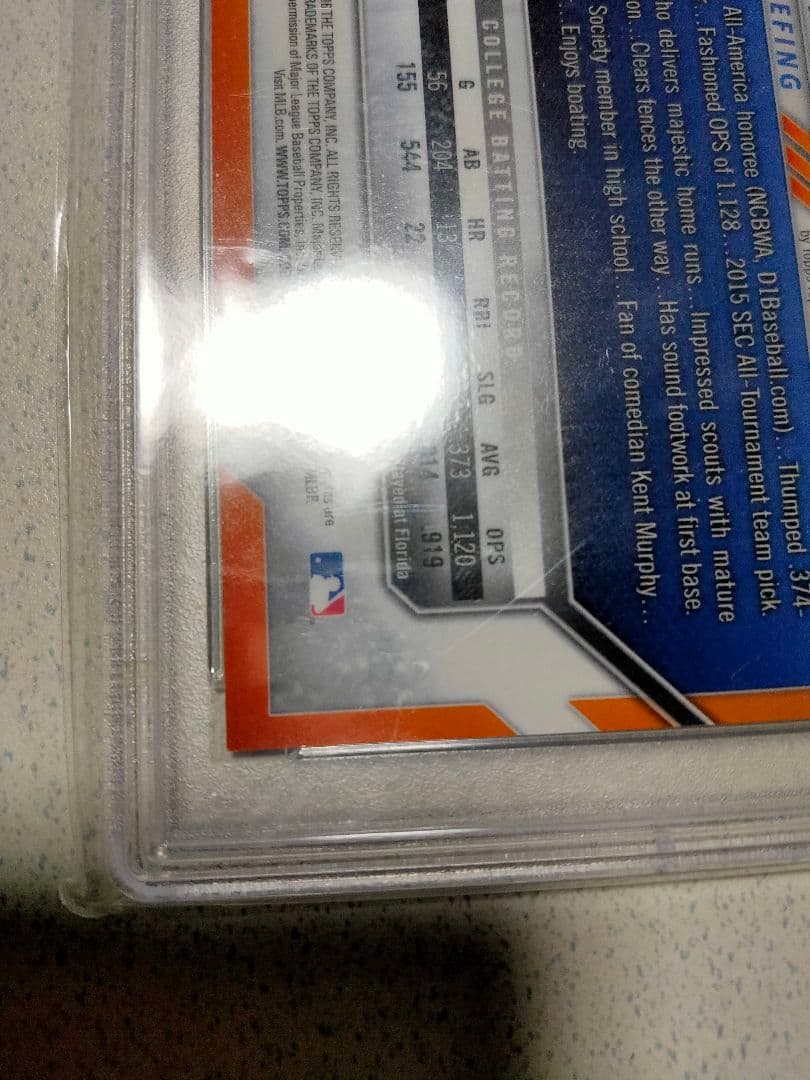 EFING
All-America honoree (NCBWA, D1Baseball.com)... Thumped .374-
...Fashioned OPS of 1.128... 2015 SEC All-Tournament team pick.
ho delivers majestic home runs... Impressed scouts with mature
on...Clears fences the other way... Has sound footwork at first base.
Society member in high school... Fan of comedian Kent Murphy...
...Enjoys boating.
COLLEGE BATTING RECORD
G AB HR RBI SLG AVG OPS
56 204 13 .373 1.120
155 544 22 .919
at Florida
THE TOPPS COMPANY, INC. ALL RIGHTS RESERV
TRADEMARKS OF THE TOPPS COMPANY, INC.
permission of Major League Baseball Properties,
Visit MLB.com. WWW.TOPPS.COM